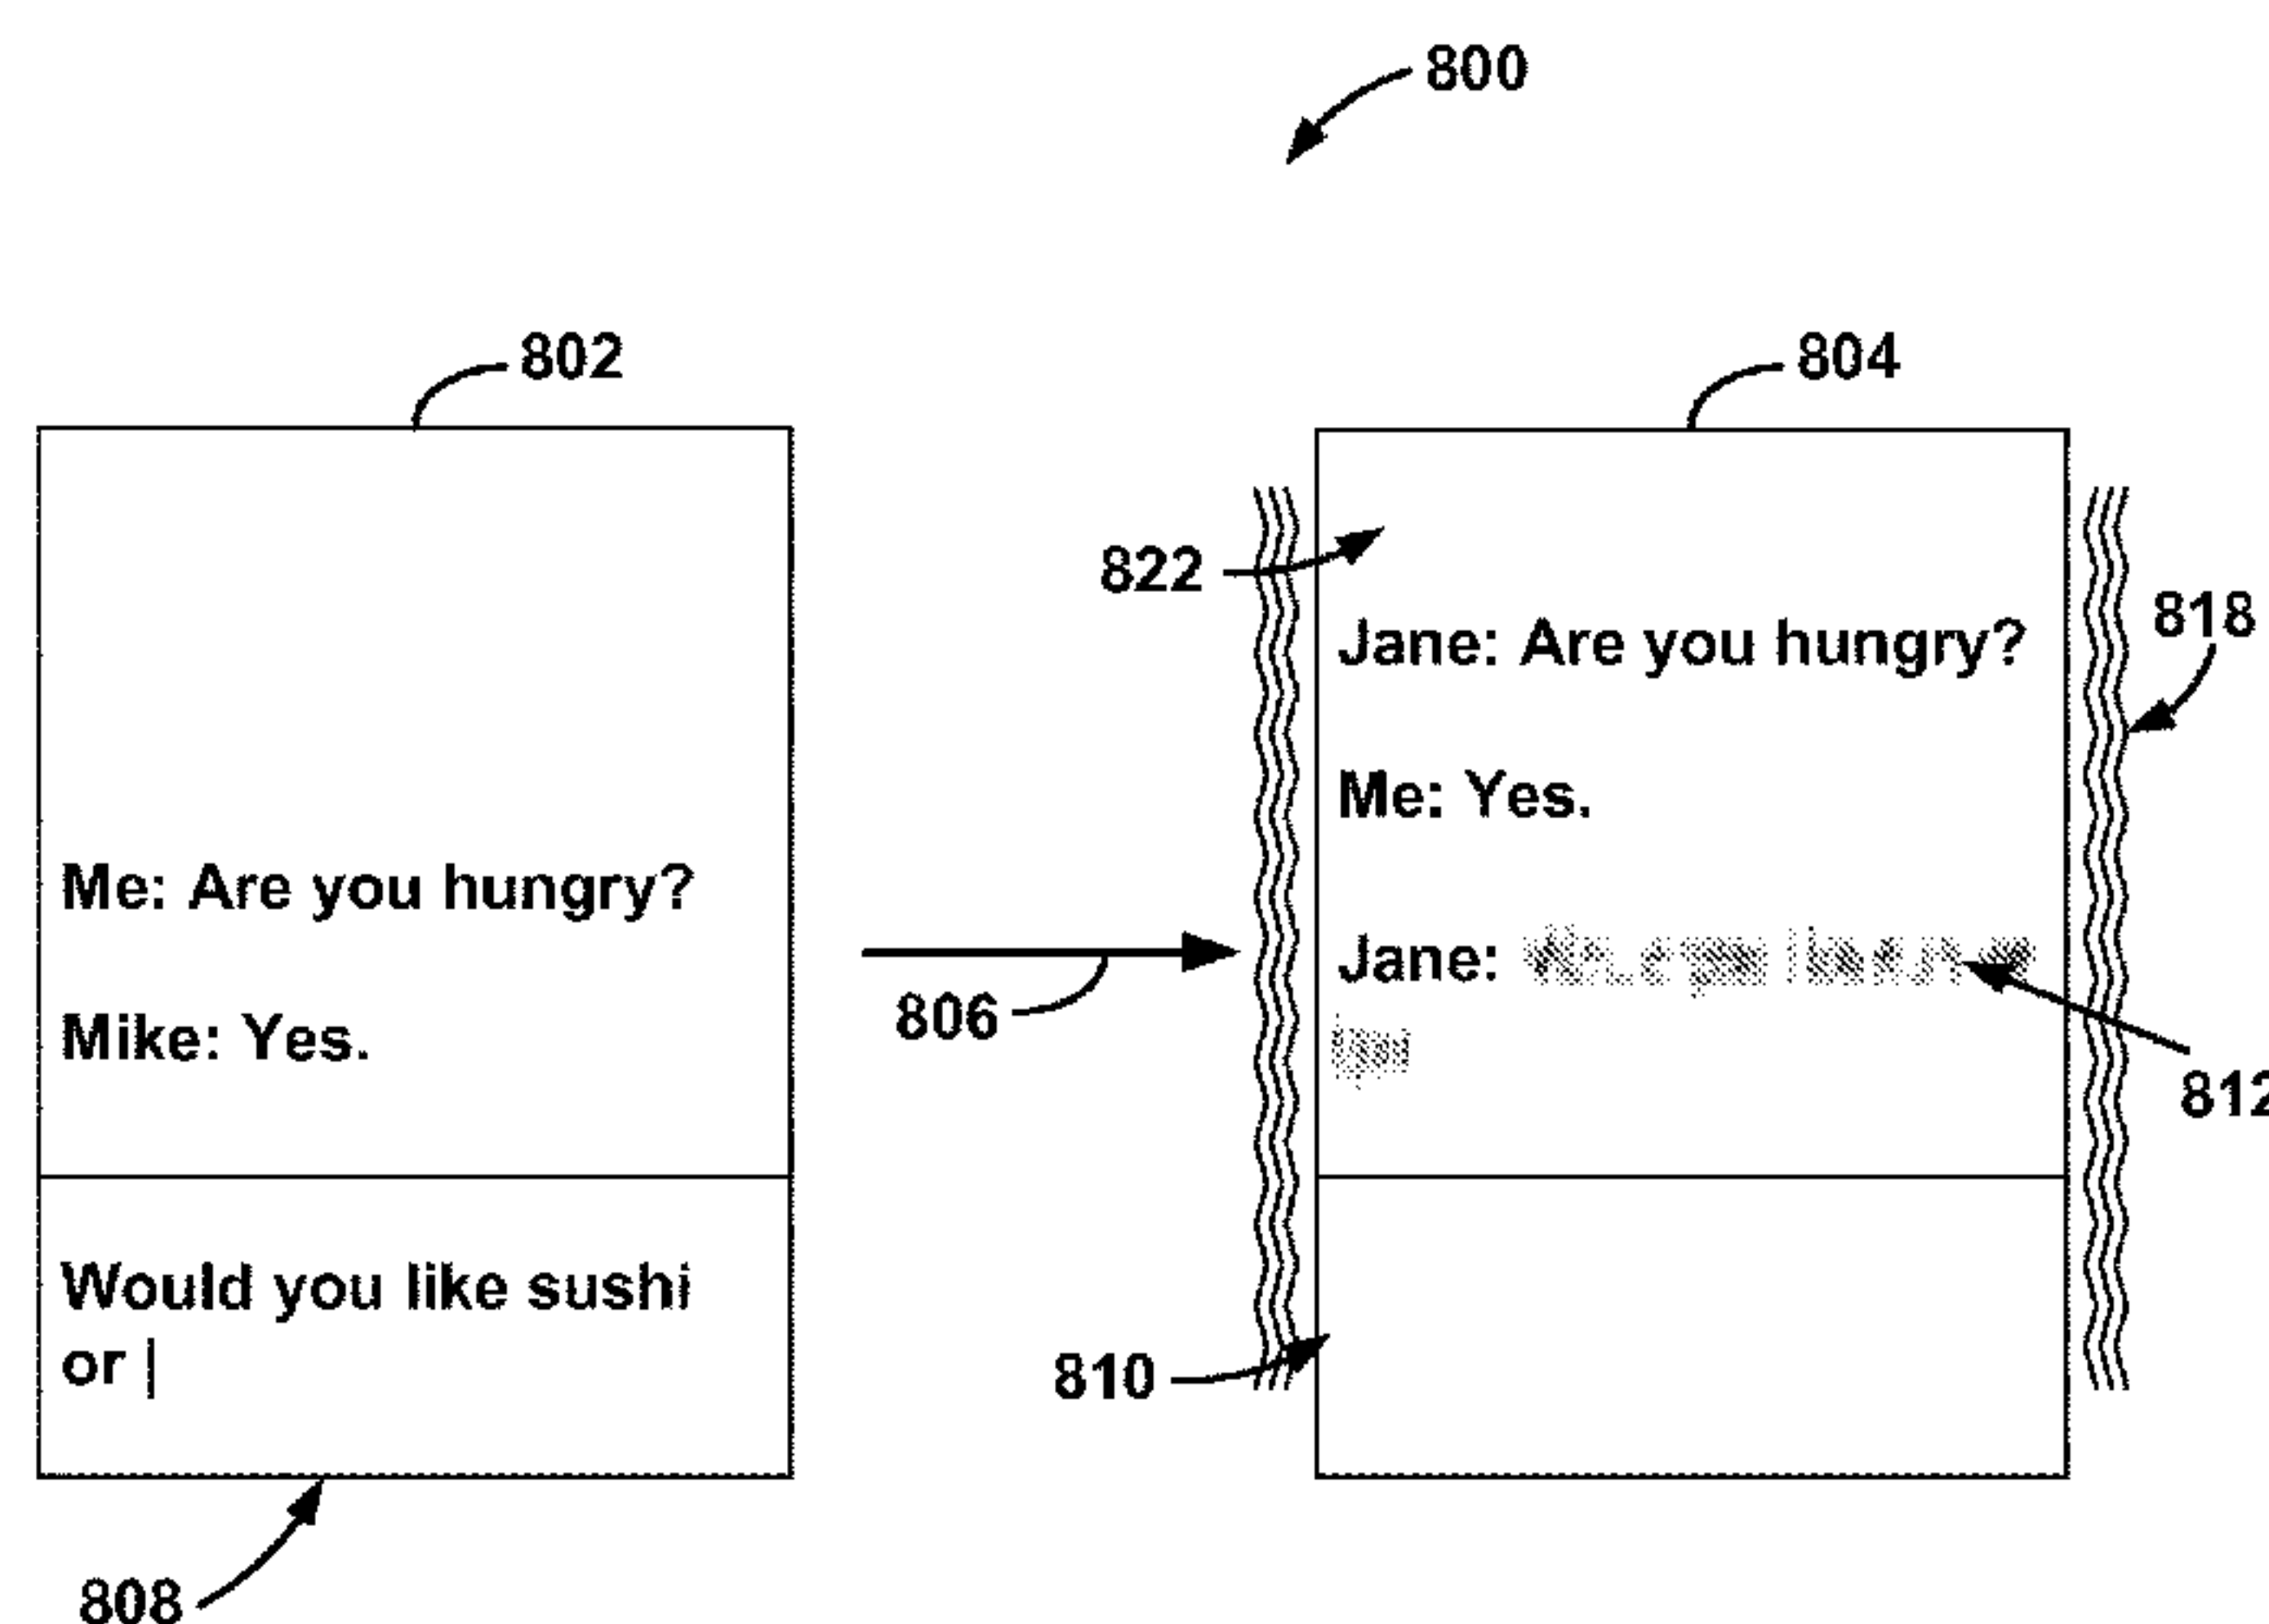 800
802
804
822
818
Jane: Are you hungry?
Me: Yes.
Me: Are you hungry?
Jane:
806
Mike: Yes.
812
Would you like sushi
or
810
808